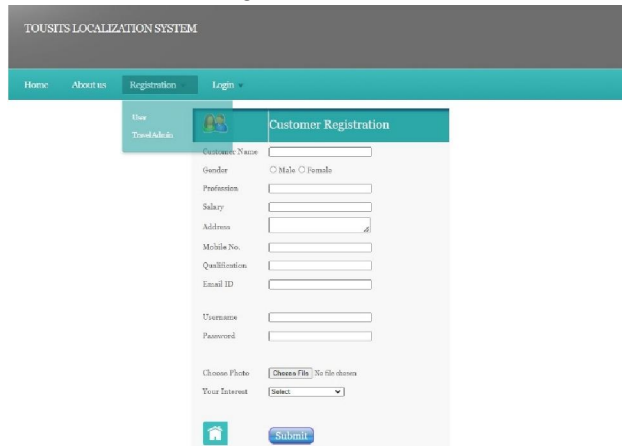 TOUSITS LOCALIZATION SYSTEM
Home About us Registration Login
User
TravelAdmin
Customer Registration
Customer Name
Gender Male Female
Profession
Salary
Address
Mobile No.
Qualification
Email ID
Username
Password
Choose Photo Choose File No file chosen
Your Interest Select
Submit